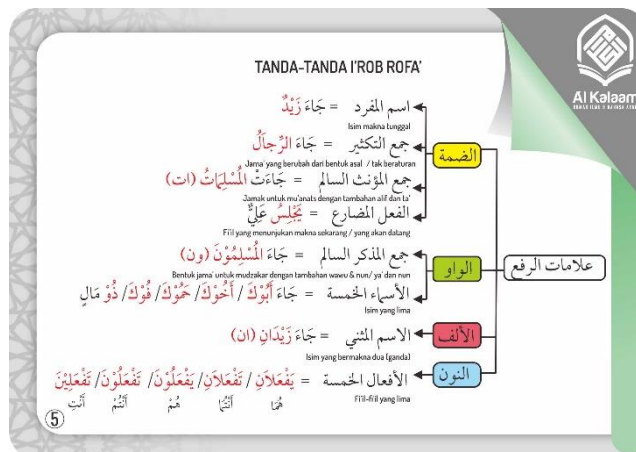 TANDA-TANDA I'ROB ROFA'
Al Kalaam
علامات الرفع
الضمة
اسم المفرد = جَاءَ زَيْدٌ
Isim makna tunggal
جمع التكثير = جَاءَ الرِّجَالُ
Jama' yang berubah dari bentuk asal / tak beraturan
جمع المؤنث السالم = جَاءَتْ الْمُسْلِمَاتُ (ات)
Jamak untuk mu'anats dengan tambahan alif dan ta'
الفعل المضارع = يَجْلِسُ عَلِيٌّ
Fi'il yang menunjukan makna sekarang / yang akan datang
الواو
جمع المذكر السالم = جَاءَ الْمُسْلِمُوْنَ (ون)
Bentuk jama' untuk mudzakar dengan tambahan wawu & nun/ ya' dan nun
الأسماء الخمسة = جَاءَ أَبُوْكَ / أَخُوْكَ/ حَمُوْكَ/ فُوْكَ/ ذُوْ مَالٍ
Isim yang lima
الألف
الاسم المثني = جَاءَ زَيْدَانِ (ان)
Isim yang bermakna dua (ganda)
النون
الأفعال الخمسة = يَفْعَلَانِ / تَفْعَلَانِ/ يَفْعَلُوْنَ/ تَفْعَلُوْنَ/ تَفْعَلِيْنَ
Fi'il-fi'il yang lima
هُمَا أَنْتُمَا هُمْ أَنْتُمْ أَنْتِ
5